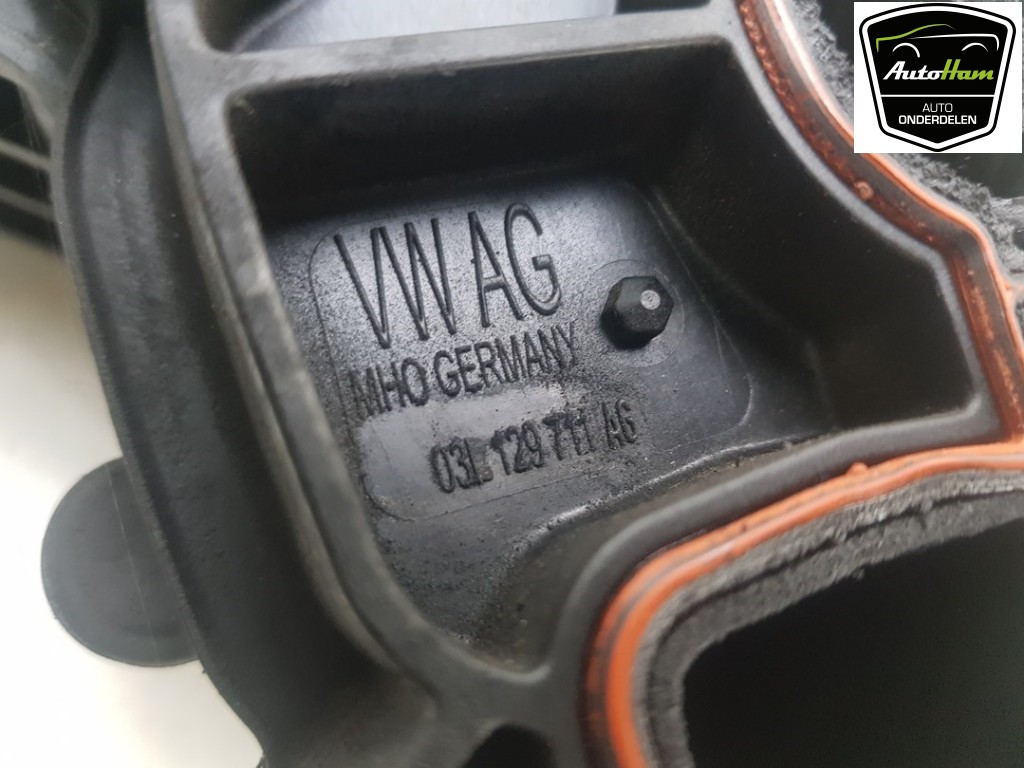 VW AG
MHO GERMANY
03L 129 711 AG
AutoHam
AUTO
ONDERDELEN